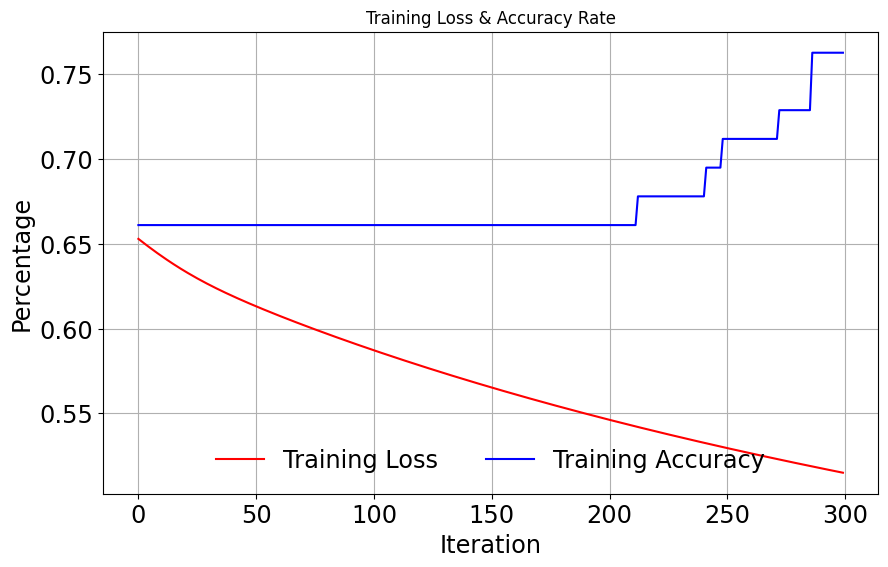 Training Loss & Accuracy Rate
0.75
0.70
0.65
0.60
0.55
Percentage
Training Loss
Training Accuracy
0 50 100 150 200 250 300
Iteration